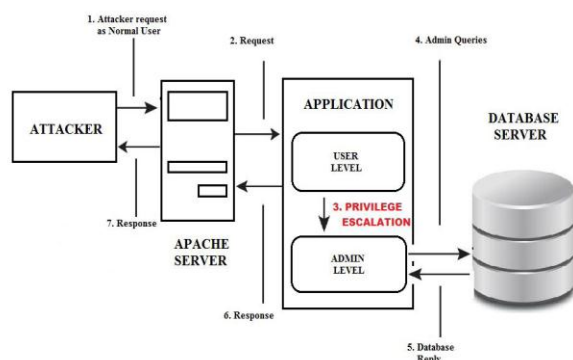 1. Attacker request
as Normal User
2. Request
4. Admin Queries
ATTACKER
APPLICATION
DATABASE
SERVER
USER
LEVEL
3. PRIVILEGE
ESCALATION
7. Response
APACHE
SERVER
ADMIN
LEVEL
6. Response
5. Database
Reply